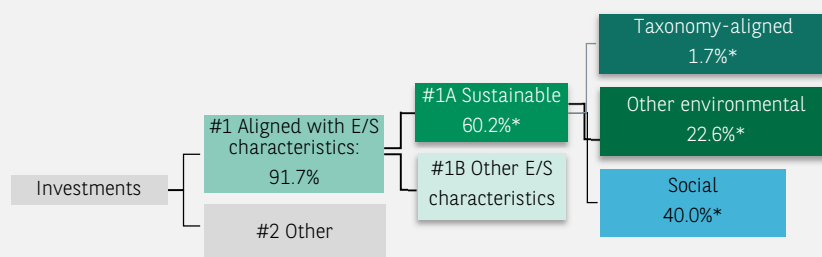 Taxonomy-aligned
1.7%*
#1A Sustainable
60.2%*
Other environmental
22.6%*
#1 Aligned with E/S
characteristics:
91.7%
#1B Other E/S
characteristics
Investments
Social
40.0%*
#2 Other